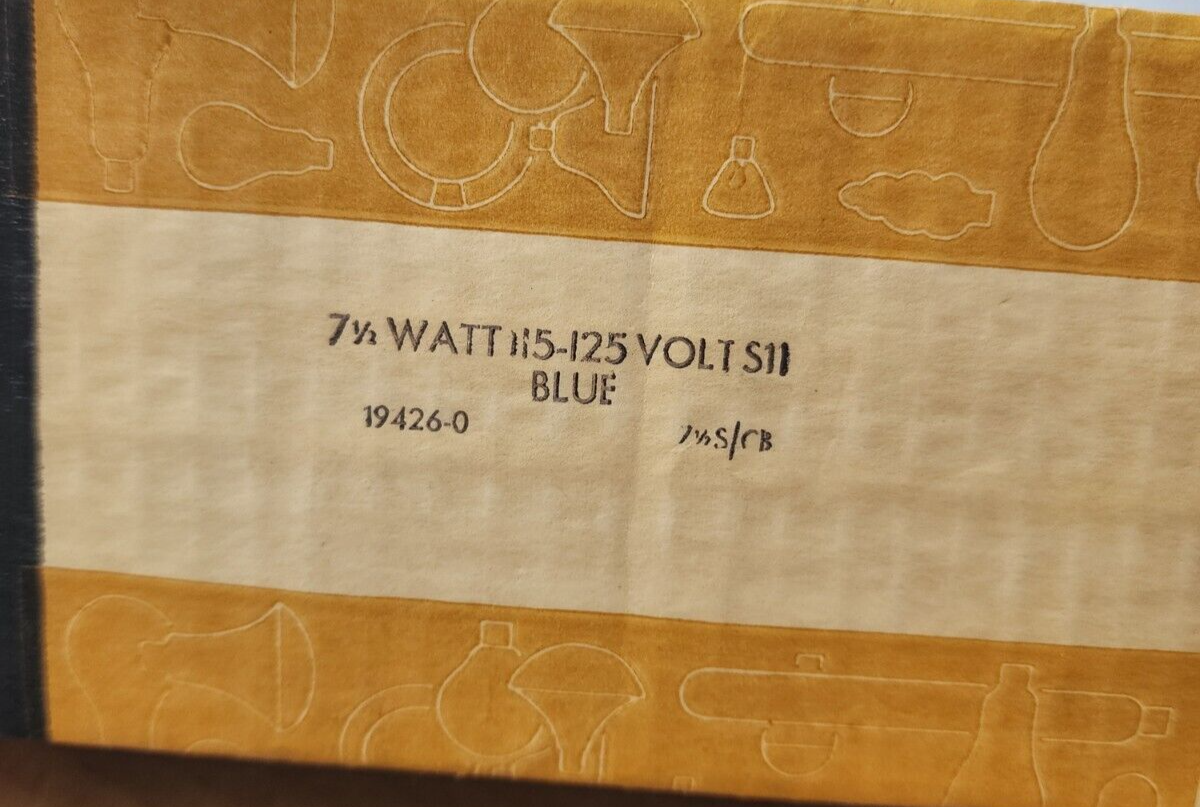 7½ WATT 115-125 VOLT S11
BLUE
19426-0
7½S/CB